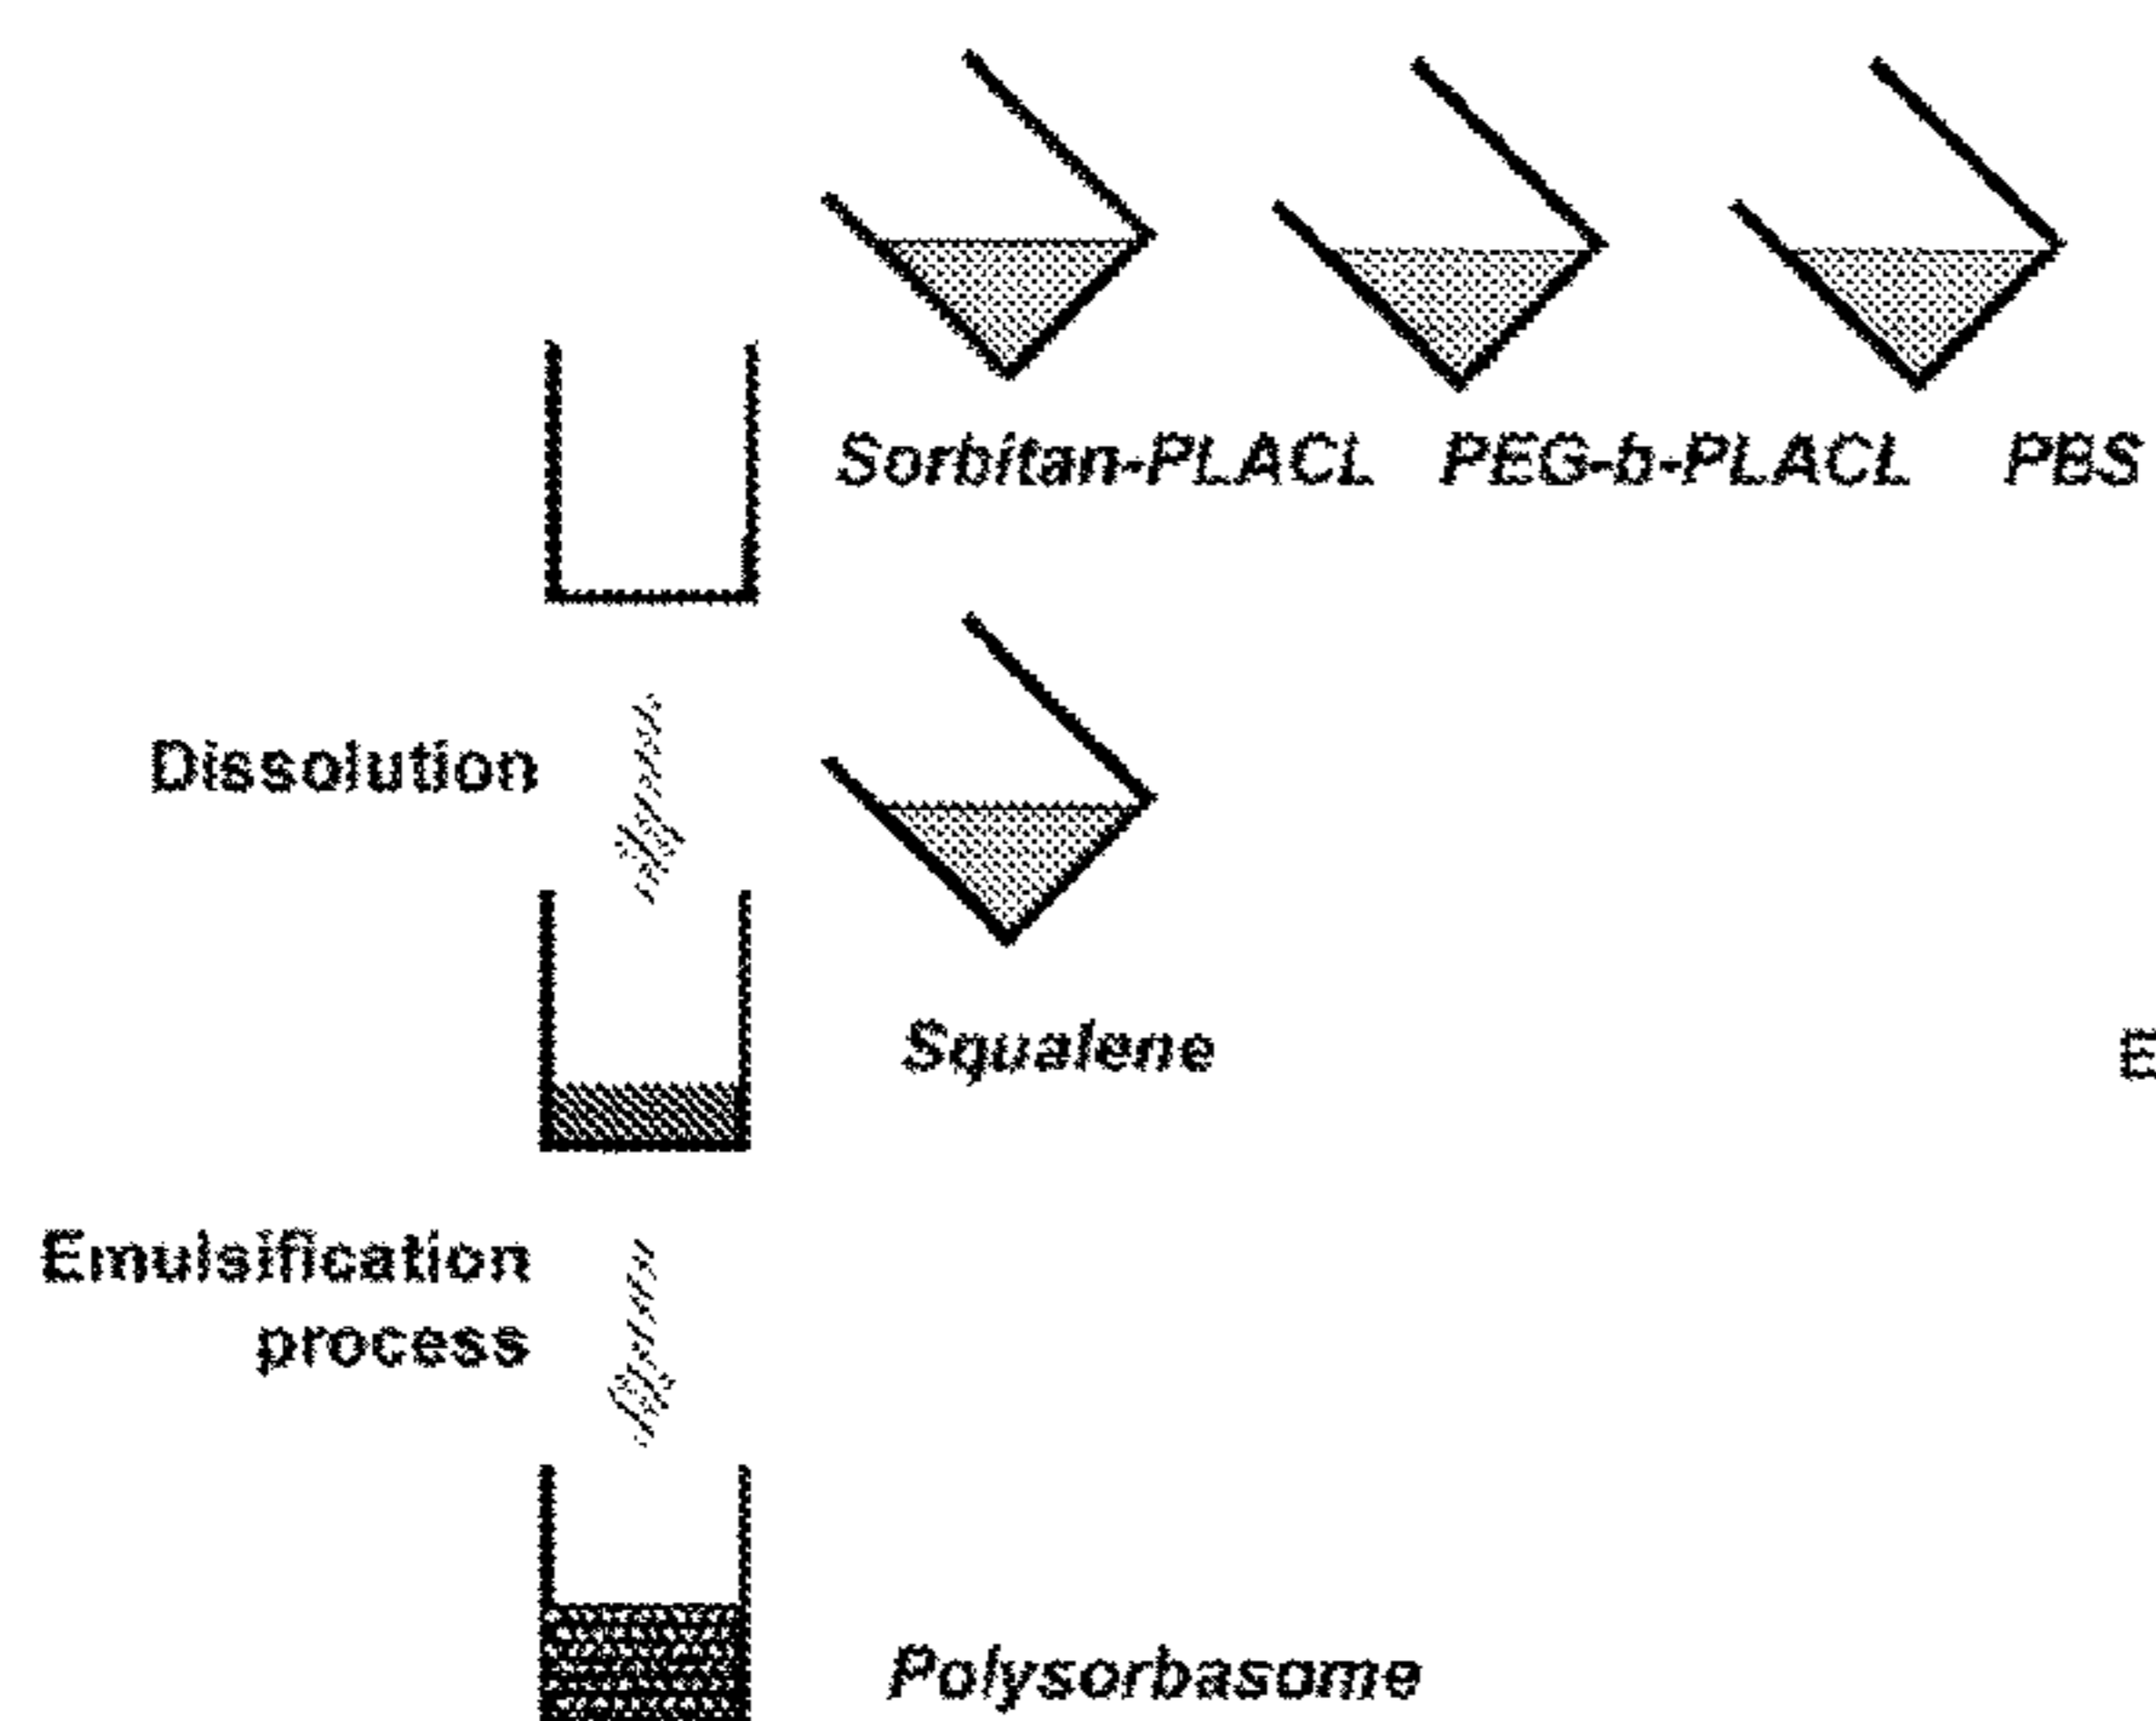 Sorbitan-PLACL PEG-b-PLACL PBS
Dissolution
Squalene
E
Emulsification
process
Polysorbasome